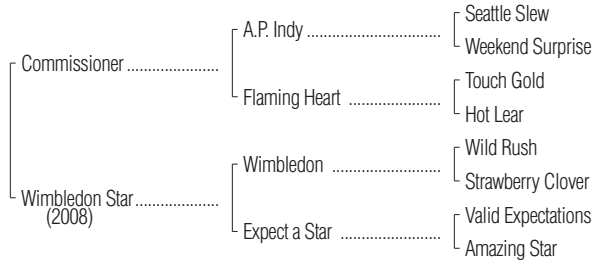 Seattle Slew
A.P. Indy ........................
Weekend Surprise
Commissioner .....................
Touch Gold
Flaming Heart .....................
Hot Lear
Wild Rush
Wimbledon .........................
Strawberry Clover
Wimbledon Star...................
(2008)
Valid Expectations
Expect a Star .......................
Amazing Star